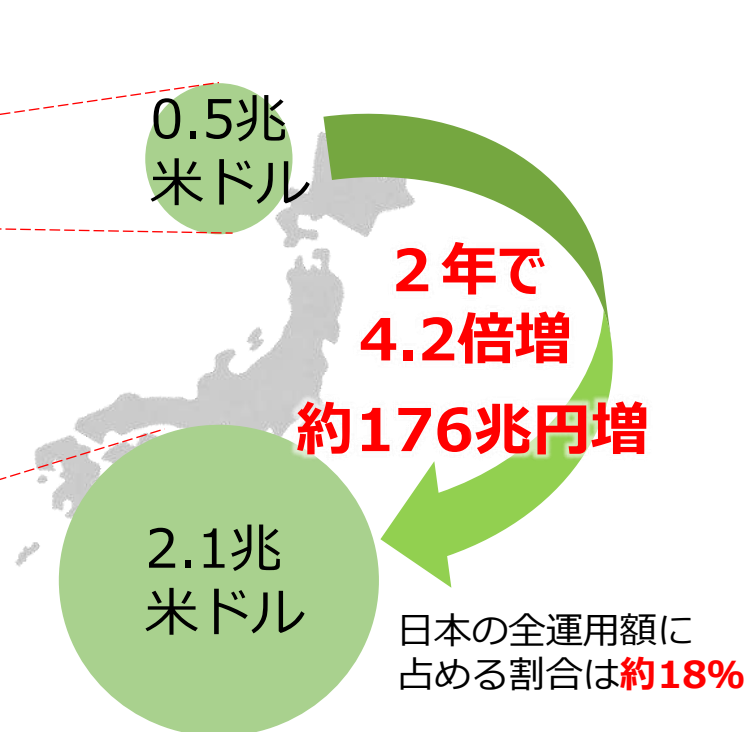 0.5兆
米ドル
２年で
4.2倍増
約176兆円増
2.1兆
米ドル
日本の全運用額に
占める割合は約18%